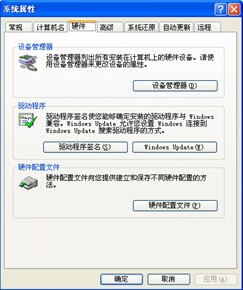 系统属性
常规 计算机名 硬件 高级 系统还原 自动更新 远程
设备管理器
设备管理器列出所有安装在计算机上的硬件设备。请使
用设备管理器来更改设备的属性。
设备管理器(D)
驱动程序
驱动程序签名使您能够确定安装的驱动程序与 Windows
兼容。Windows Update 允许您设置 Windows 连接到
Windows Update 搜索驱动程序的方式。
驱动程序签名(S) Windows Update(W)
硬件配置文件
硬件配置文件向您提供建立和保存不同硬件配置的方
法。
硬件配置文件(P)
确定 取消 应用(A)